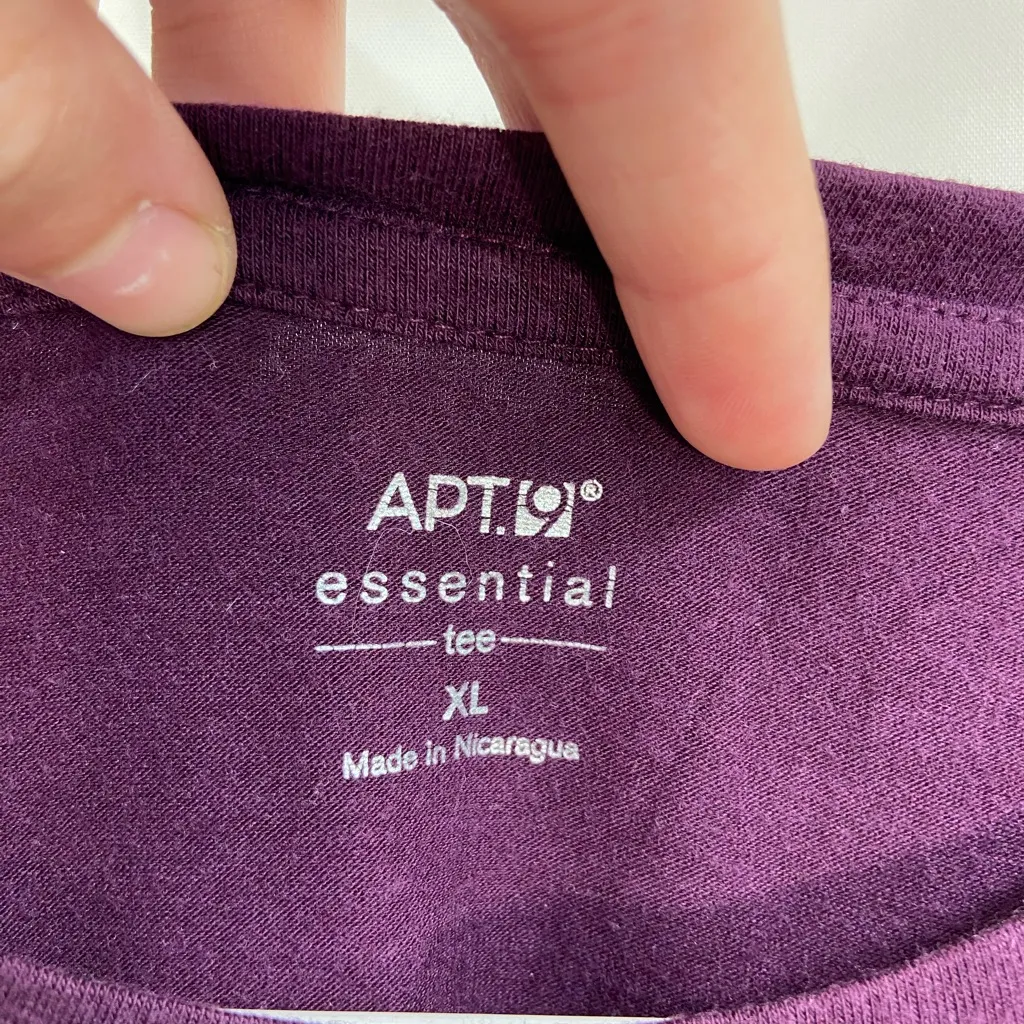 APT.9®
essential
tee
XL
Made in Nicaragua